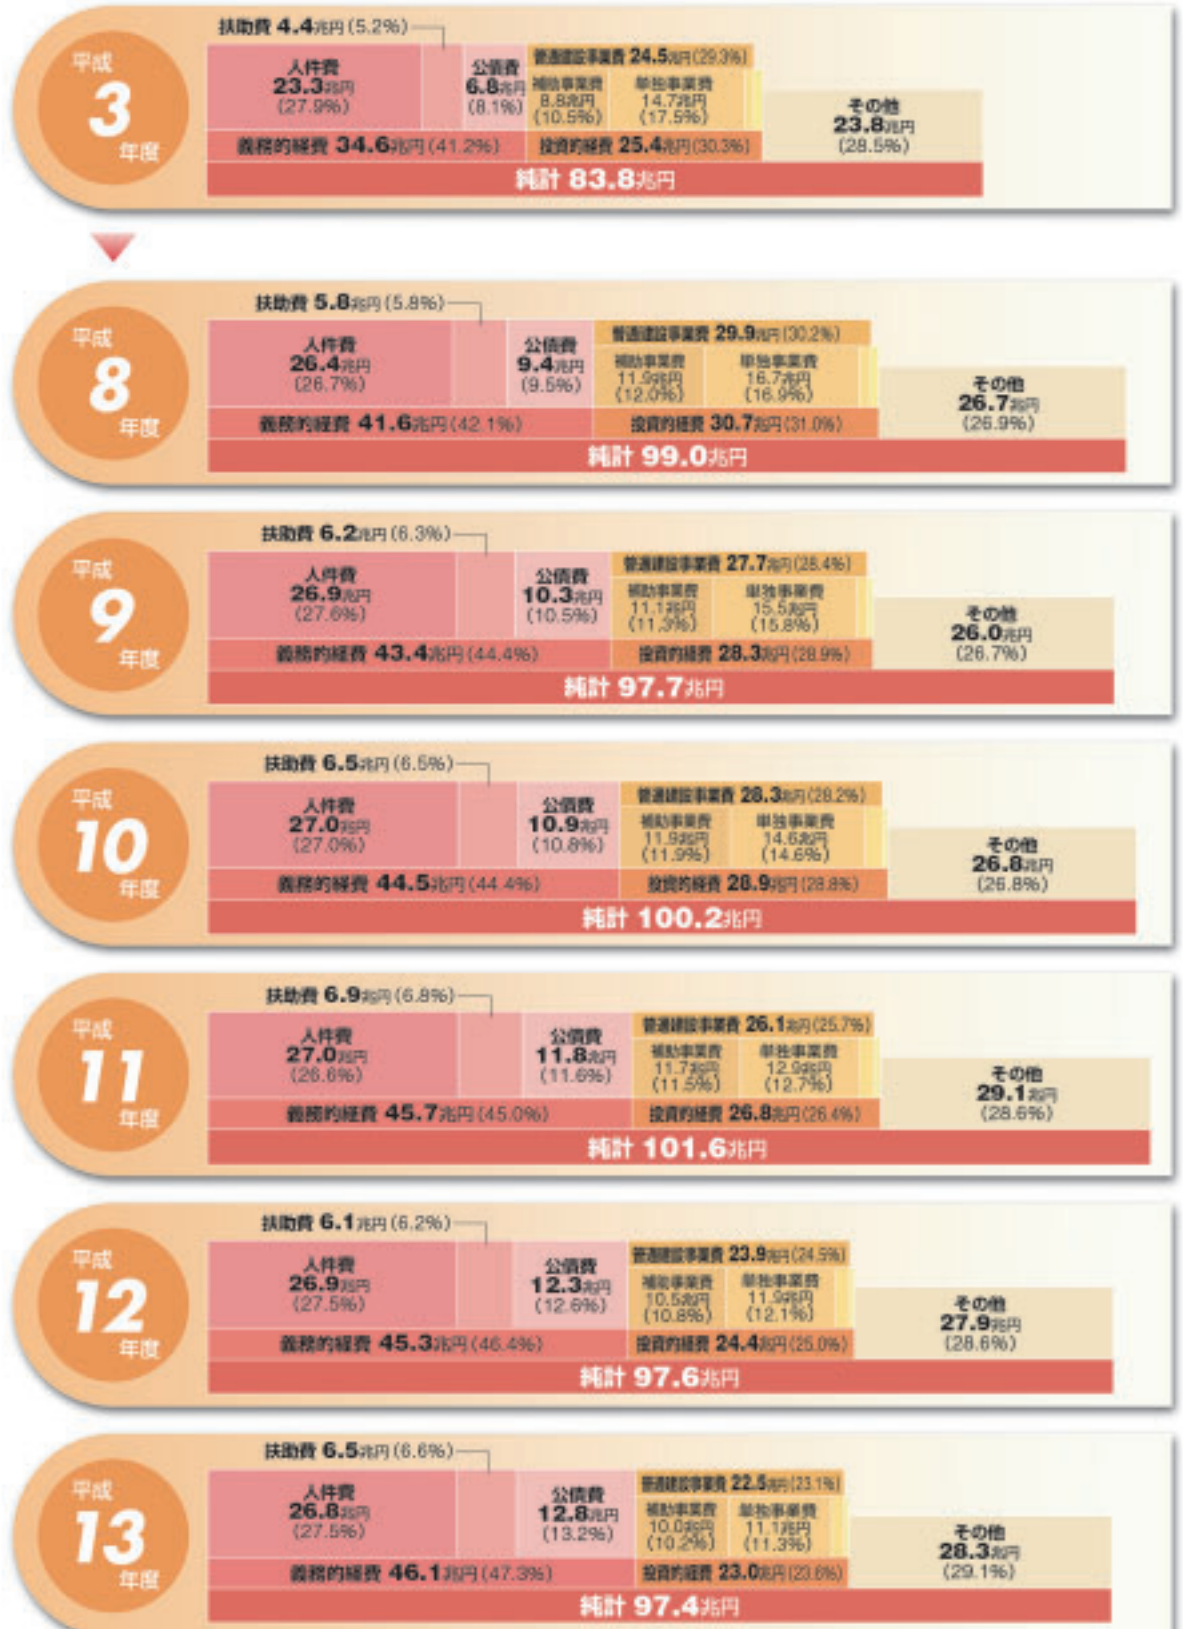 平成
3
年度
扶助費 4.4兆円(5.2%)
人件費
23.3兆円
(27.9%)
公債費
6.8兆円
(8.1%)
普通建設事業費 24.5兆円(29.3%)
補助事業費
8.8兆円
(10.5%)
単独事業費
14.7兆円
(17.5%)
その他
23.8兆円
(28.5%)
義務的経費 34.6兆円(41.2%)
投資的経費 25.4兆円(30.3%)
純計 83.8兆円
平成
8
年度
扶助費 5.8兆円(5.8%)
人件費
26.4兆円
(26.7%)
公債費
9.4兆円
(9.5%)
普通建設事業費 29.9兆円(30.2%)
補助事業費
11.9兆円
(12.0%)
単独事業費
16.7兆円
(16.9%)
その他
26.7兆円
(26.9%)
義務的経費 41.6兆円(42.1%)
投資的経費 30.7兆円(31.0%)
純計 99.0兆円
平成
9
年度
扶助費 6.2兆円(6.3%)
人件費
26.9兆円
(27.6%)
公債費
10.3兆円
(10.5%)
普通建設事業費 27.7兆円(28.4%)
補助事業費
11.1兆円
(11.3%)
単独事業費
15.5兆円
(15.8%)
その他
26.0兆円
(26.7%)
義務的経費 43.4兆円(44.4%)
投資的経費 28.3兆円(28.9%)
純計 97.7兆円
平成
10
年度
扶助費 6.5兆円(6.5%)
人件費
27.0兆円
(27.0%)
公債費
10.9兆円
(10.8%)
普通建設事業費 28.3兆円(28.2%)
補助事業費
11.9兆円
(11.9%)
単独事業費
14.6兆円
(14.6%)
その他
26.8兆円
(26.8%)
義務的経費 44.5兆円(44.4%)
投資的経費 28.9兆円(28.8%)
純計 100.2兆円
平成
11
年度
扶助費 6.9兆円(6.8%)
人件費
27.0兆円
(26.6%)
公債費
11.8兆円
(11.6%)
普通建設事業費 26.1兆円(25.7%)
補助事業費
11.7兆円
(11.5%)
単独事業費
12.9兆円
(12.7%)
その他
29.1兆円
(28.6%)
義務的経費 45.7兆円(45.0%)
投資的経費 26.8兆円(26.4%)
純計 101.6兆円
平成
12
年度
扶助費 6.1兆円(6.2%)
人件費
26.9兆円
(27.5%)
公債費
12.3兆円
(12.6%)
普通建設事業費 23.9兆円(24.5%)
補助事業費
10.5兆円
(10.8%)
単独事業費
11.9兆円
(12.1%)
その他
27.9兆円
(28.6%)
義務的経費 45.3兆円(46.4%)
投資的経費 24.4兆円(25.0%)
純計 97.6兆円
平成
13
年度
扶助費 6.5兆円(6.6%)
人件費
26.8兆円
(27.5%)
公債費
12.8兆円
(13.2%)
普通建設事業費 22.5兆円(23.1%)
補助事業費
10.0兆円
(10.2%)
単独事業費
11.1兆円
(11.3%)
その他
28.3兆円
(29.1%)
義務的経費 46.1兆円(47.3%)
投資的経費 23.0兆円(23.6%)
純計 97.4兆円